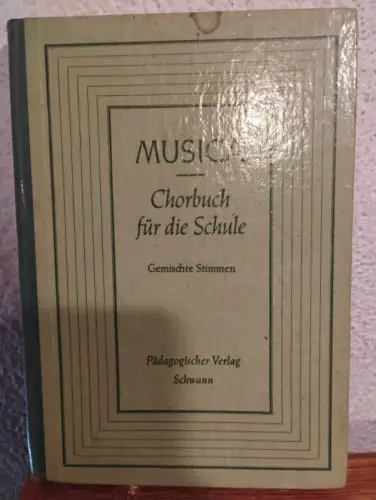 MUSICA
Chorbuch
für die Schule
Gemischte Stimmen
Pädagogischer Verlag
Schwann